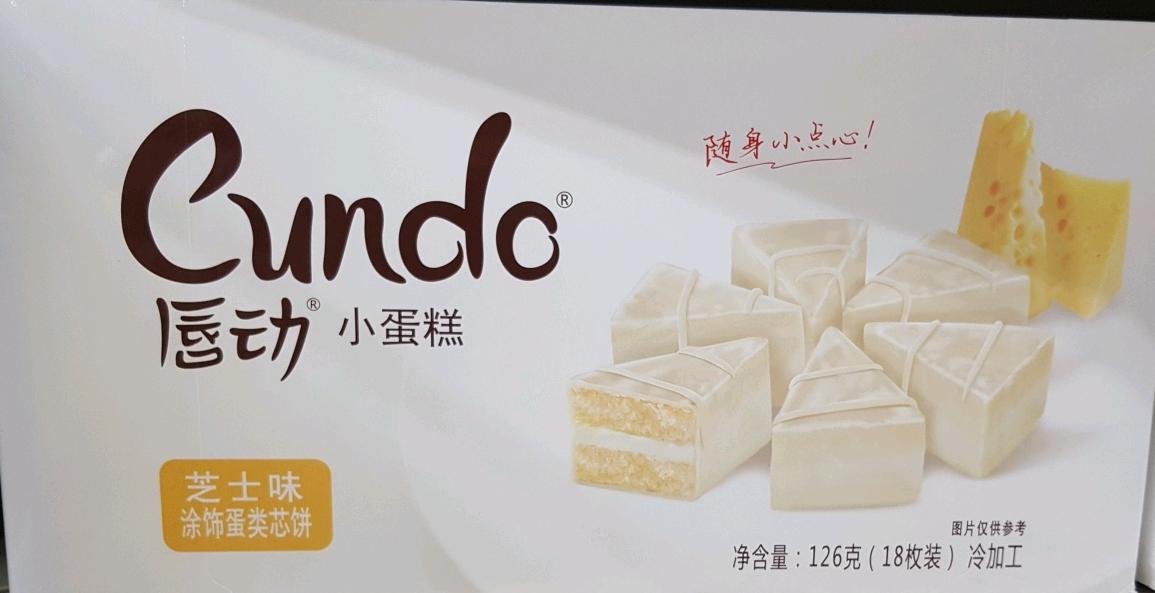 Cundo®
唇动® 小蛋糕
随身小点心!
芝士味
涂饰蛋类芯饼
图片仅供参考
净含量:126克(18枚装) 冷加工